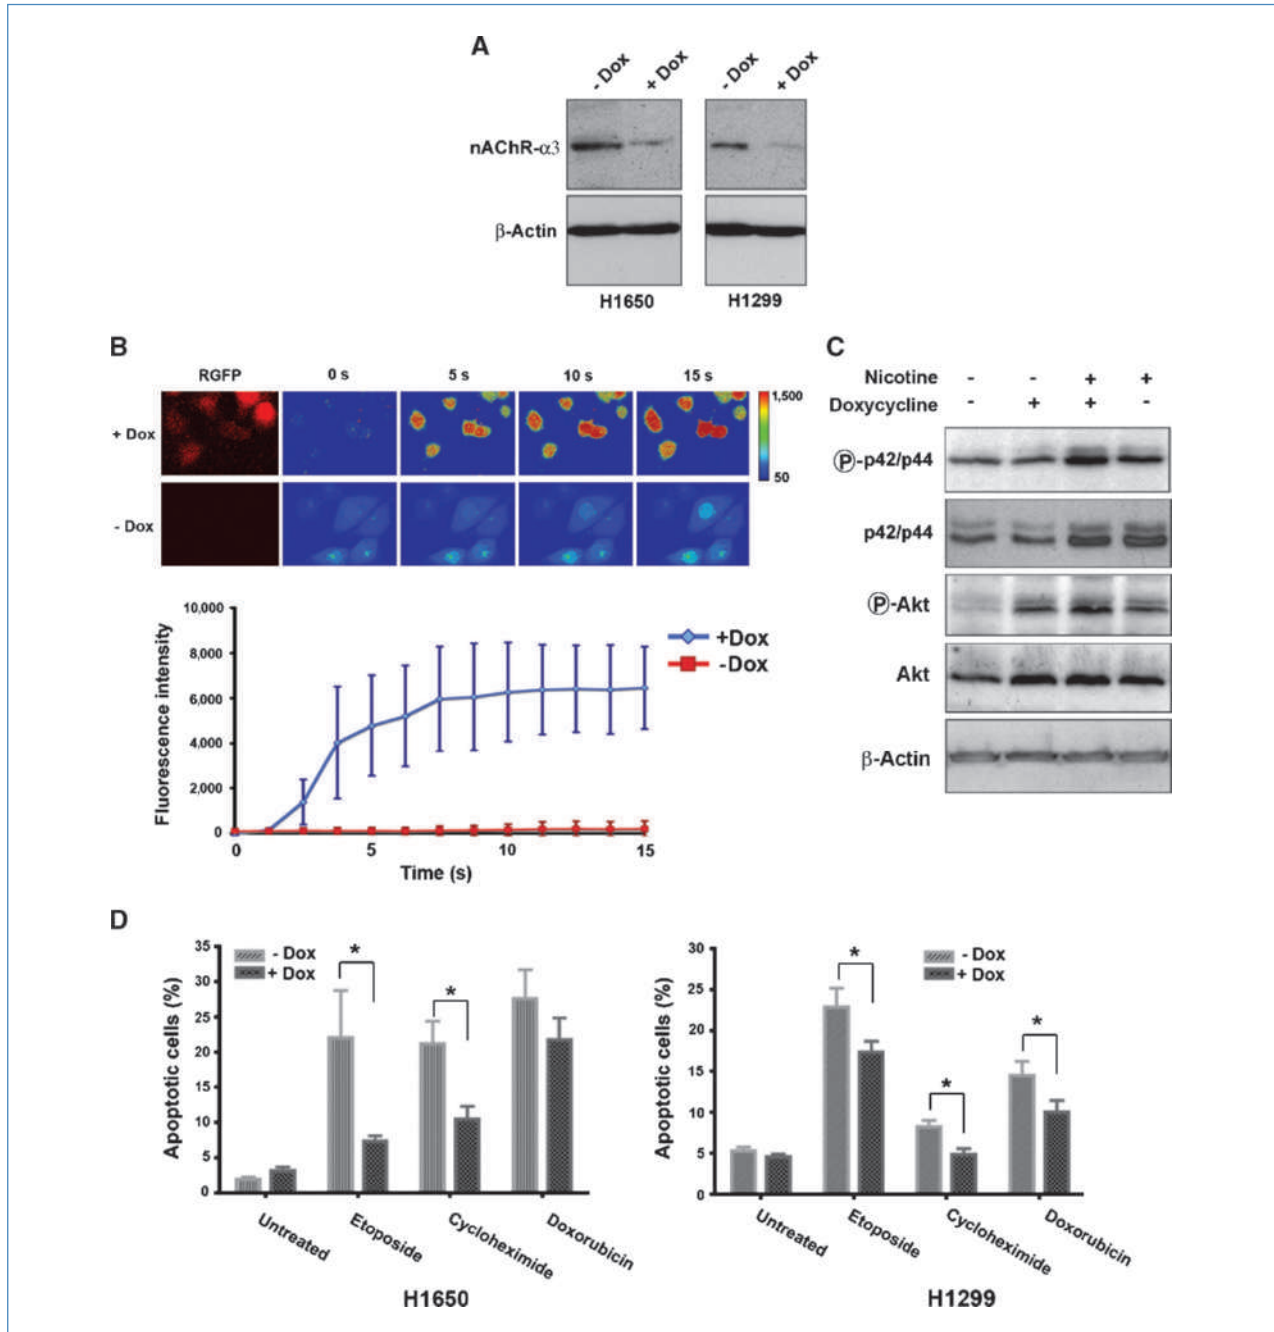 A
- Dox + Dox - Dox + Dox
nAChR-α3
β-Actin
H1650 H1299
B
RGFP 0 s 5 s 10 s 15 s
+ Dox
- Dox
1,500
50
Fluorescence intensity
10,000
8,000
6,000
4,000
2,000
0
0 5 10 15
Time (s)
+Dox
-Dox
C
Nicotine - - + +
Doxycycline - + + -
Ⓟ-p42/p44
p42/p44
Ⓟ-Akt
Akt
β-Actin
D
Apoptotic cells (%)
35
30
25
20
15
10
5
0
- Dox
+ Dox
* *
Untreated Etoposide Cycloheximide Doxorubicin
H1650
Apoptotic cells (%)
30
25
20
15
10
5
0
- Dox
+ Dox
* * *
Untreated Etoposide Cycloheximide Doxorubicin
H1299